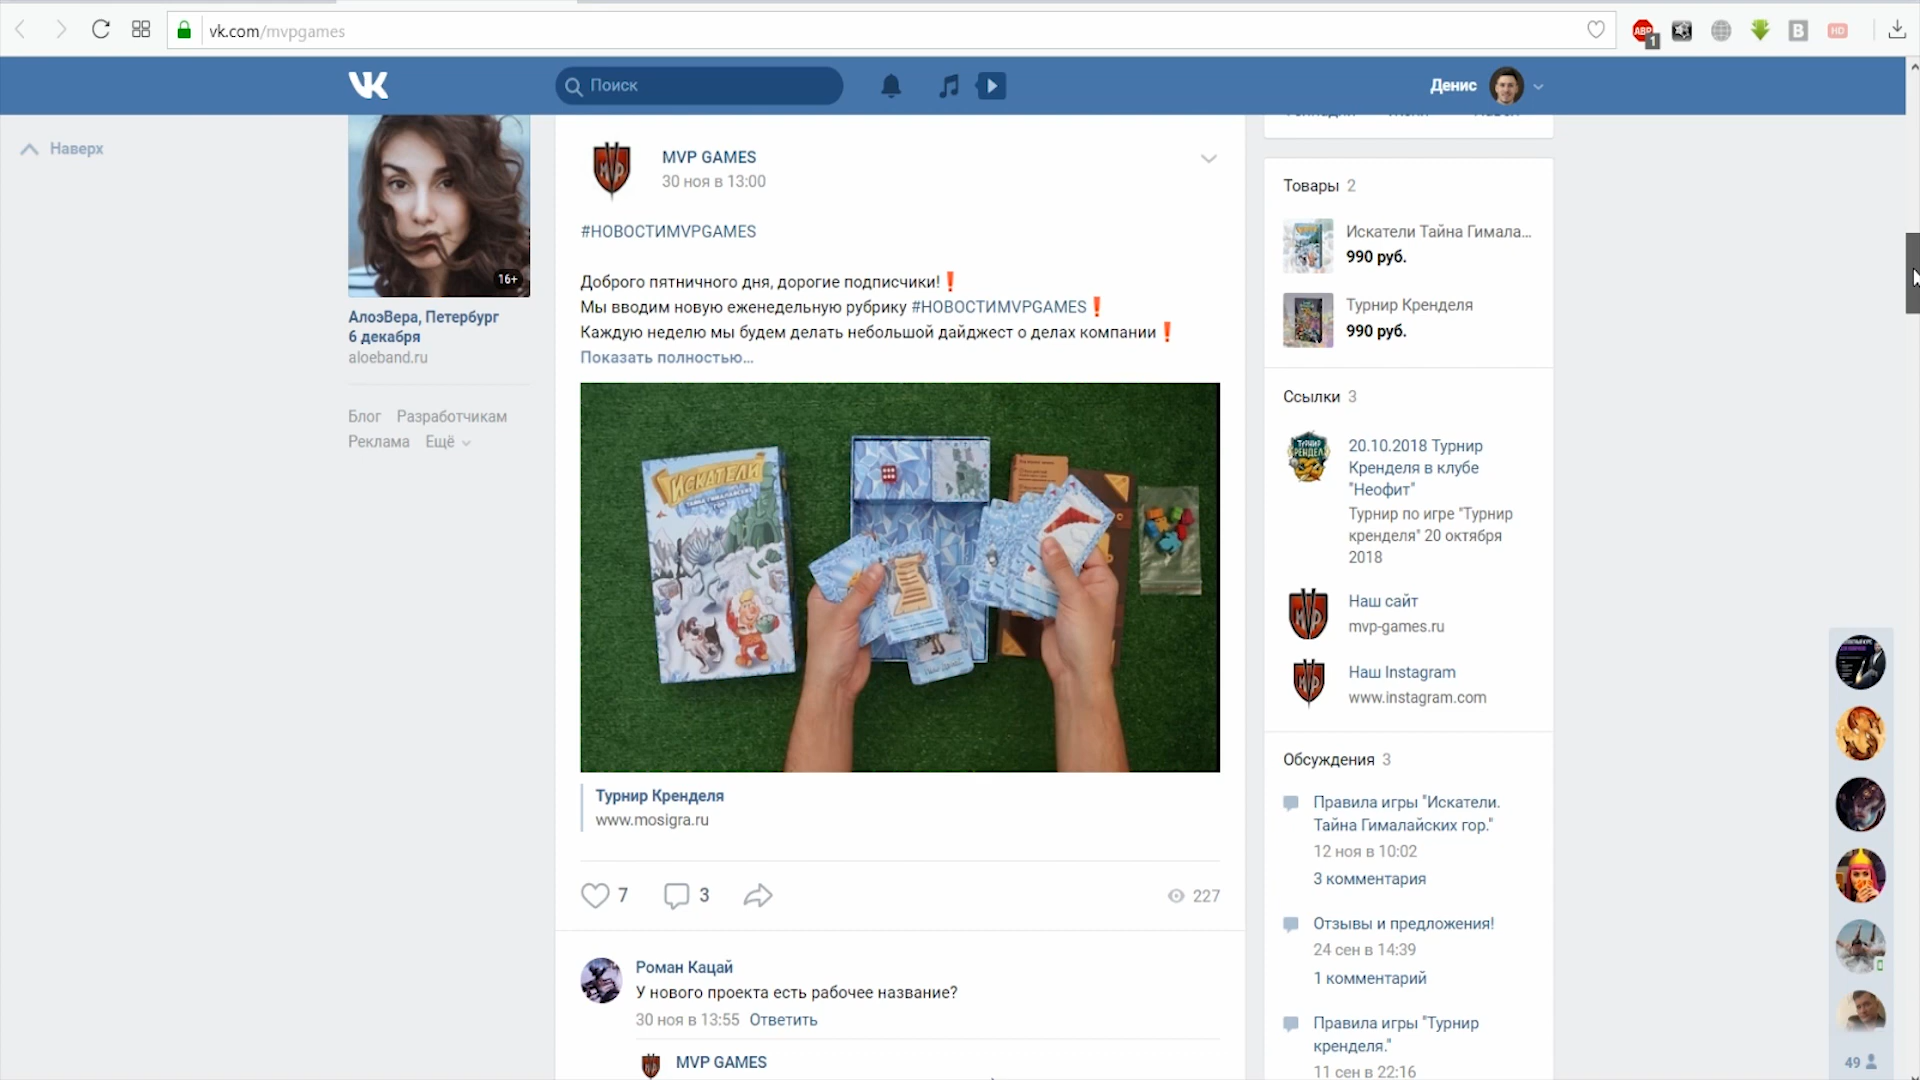 vk.com/mvpgames
ABP
1
B
HD
VK
Поиск
Денис
Наверх
16+
АлоэВера, Петербург
6 декабря
aloeband.ru
Блог Разработчикам
Реклама Ещё
MVP GAMES
30 ноя в 13:00
#НОВОСТИMVPGAMES
Доброго пятничного дня, дорогие подписчики!❗
Мы вводим новую еженедельную рубрику #НОВОСТИMVPGAMES❗
Каждую неделю мы будем делать небольшой дайджест о делах компании❗
Показать полностью...
ИСКАТЕЛИ
Турнир Кренделя
www.mosigra.ru
7 3 227
Роман Кацай
У нового проекта есть рабочее название?
30 ноя в 13:55 Ответить
MVP GAMES
Товары 2
Искатели Тайна Гимала...
990 руб.
Турнир Кренделя
990 руб.
Ссылки 3
20.10.2018 Турнир
Кренделя в клубе
"Неофит"
Турнир по игре "Турнир
кренделя" 20 октября
2018
Наш сайт
mvp-games.ru
Наш Instagram
www.instagram.com
Обсуждения 3
Правила игры "Искатели.
Тайна Гималайских гор."
12 ноя в 10:02
3 комментария
Отзывы и предложения!
24 сен в 14:39
1 комментарий
Правила игры "Турнир
кренделя."
11 сен в 22:16
49